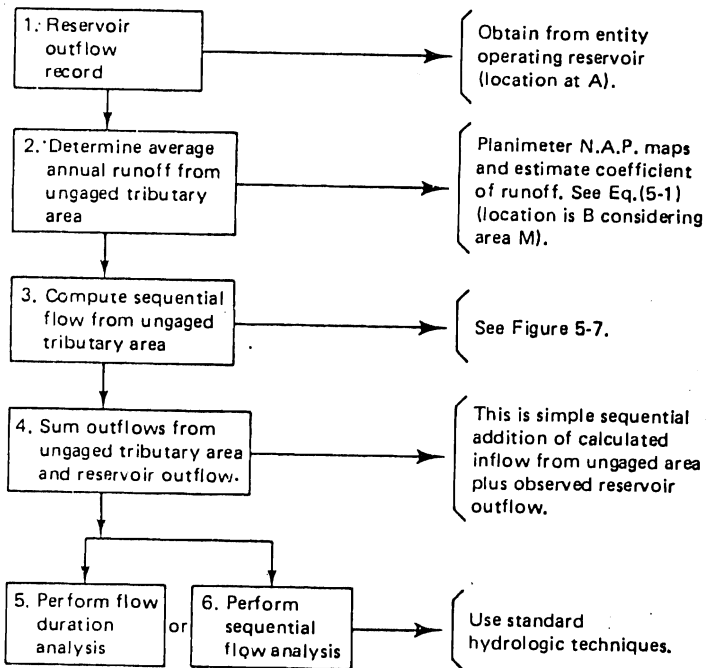 1. Reservoir
outflow
record
Obtain from entity
operating reservoir
(location at A).
2. Determine average
annual runoff from
ungaged tributary
area
Planimeter N.A.P. maps
and estimate coefficient
of runoff. See Eq.(5-1)
(location is B considering
area M).
3. Compute sequential
flow from ungaged
tributary area
See Figure 5-7.
4. Sum outflows from
ungaged tributary area
and reservoir outflow.
This is simple sequential
addition of calculated
inflow from ungaged area
plus observed reservoir
outflow.
5. Perform flow
duration
analysis
or
6. Perform
sequential
flow analysis
Use standard
hydrologic techniques.